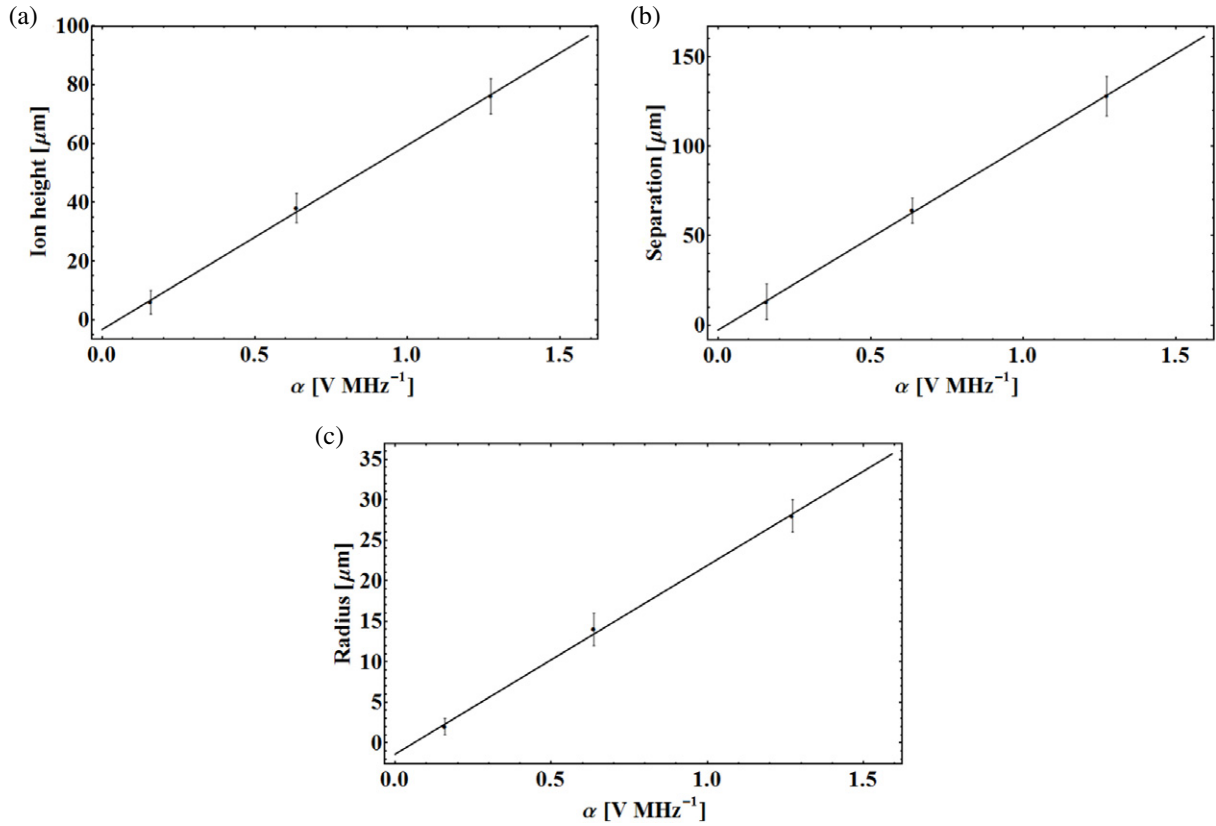 (a)
100
80
60
40
20
0
Ion height [μm]
0.0 0.5 1.0 1.5
α [V MHz⁻¹]
(b)
150
100
50
0
Separation [μm]
0.0 0.5 1.0 1.5
α [V MHz⁻¹]
(c)
35
30
25
20
15
10
5
0
Radius [μm]
0.0 0.5 1.0 1.5
α [V MHz⁻¹]